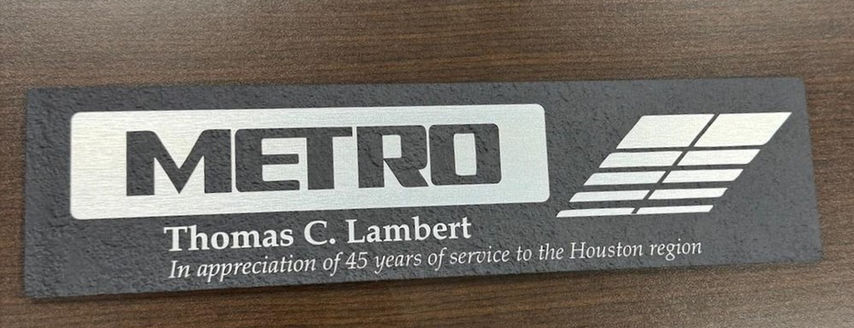 METRO
Thomas C. Lambert
In appreciation of 45 years of service to the Houston region